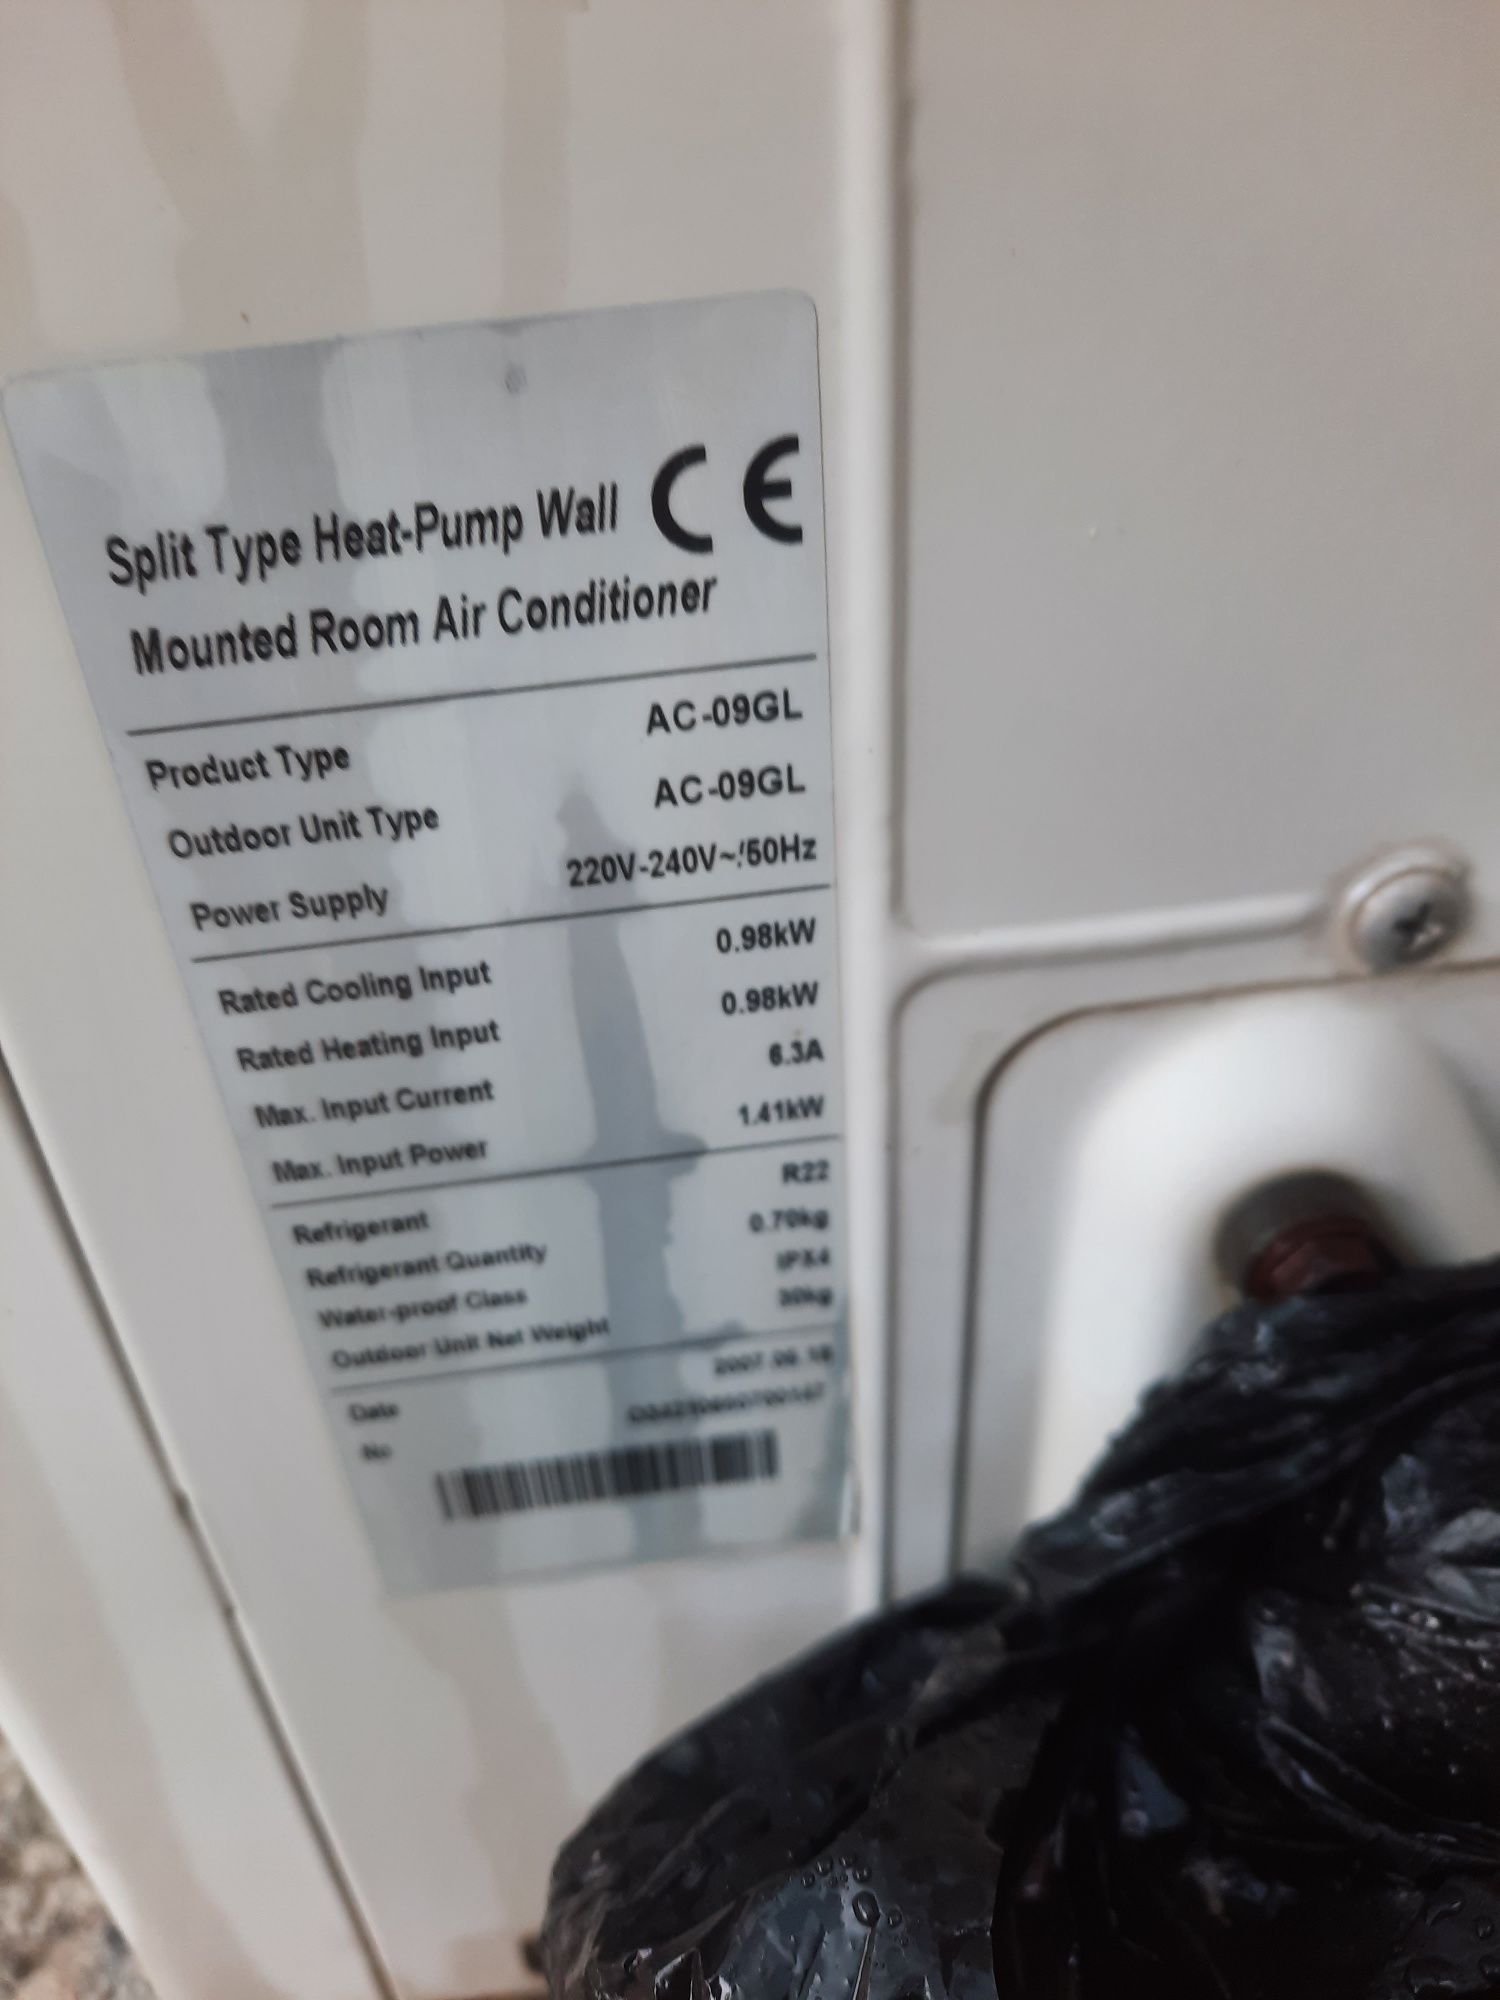 Split Type Heat-Pump Wall CE
Mounted Room Air Conditioner
Product Type AC-09GL
Outdoor Unit Type AC-09GL
Power Supply 220V-240V~/50Hz
Rated Cooling Input 0.98kW
Rated Heating Input 0.98kW
Max. Input Current 6.3A
Max. Input Power 1.41kW
Refrigerant R22
Refrigerant Quantity 0.70kg
Water-proof Class IPX4
Outdoor Unit Net Weight 30kg
Date
No